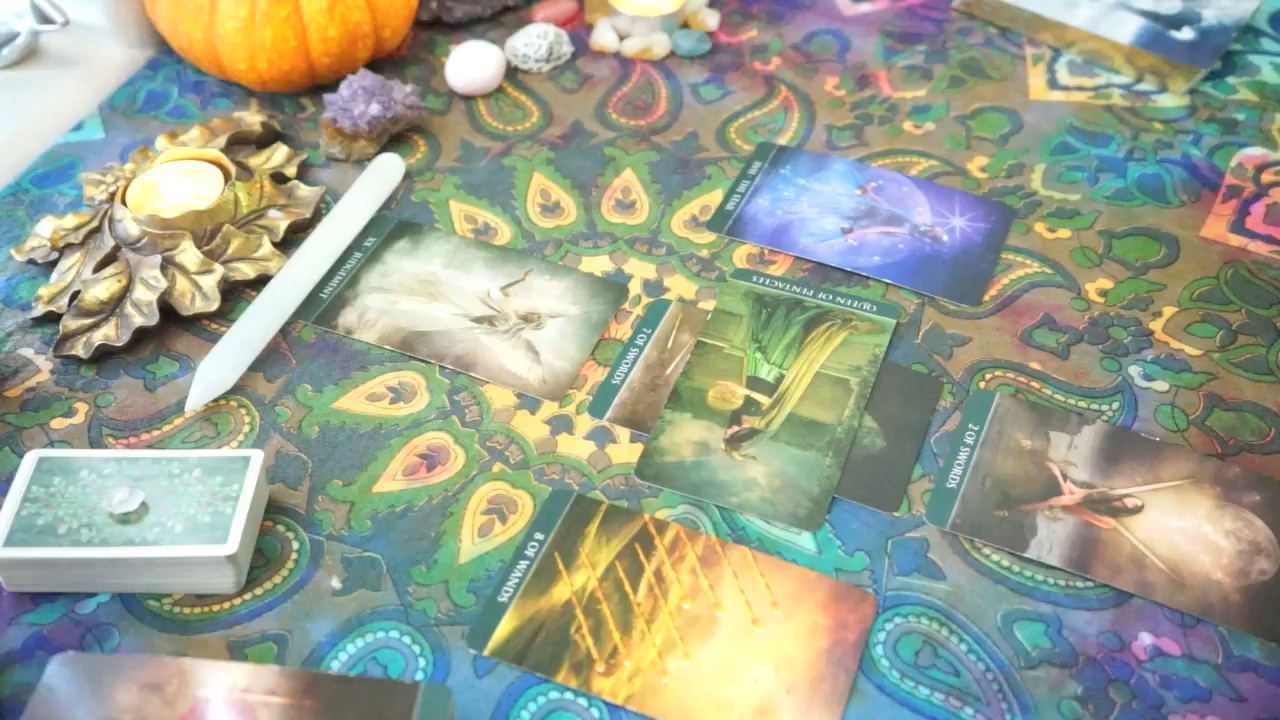 XVII · THE STAR
XX · JUDGEMENT
QUEEN OF PENTACLES
7 OF SWORDS
2 OF SWORDS
8 OF WANDS